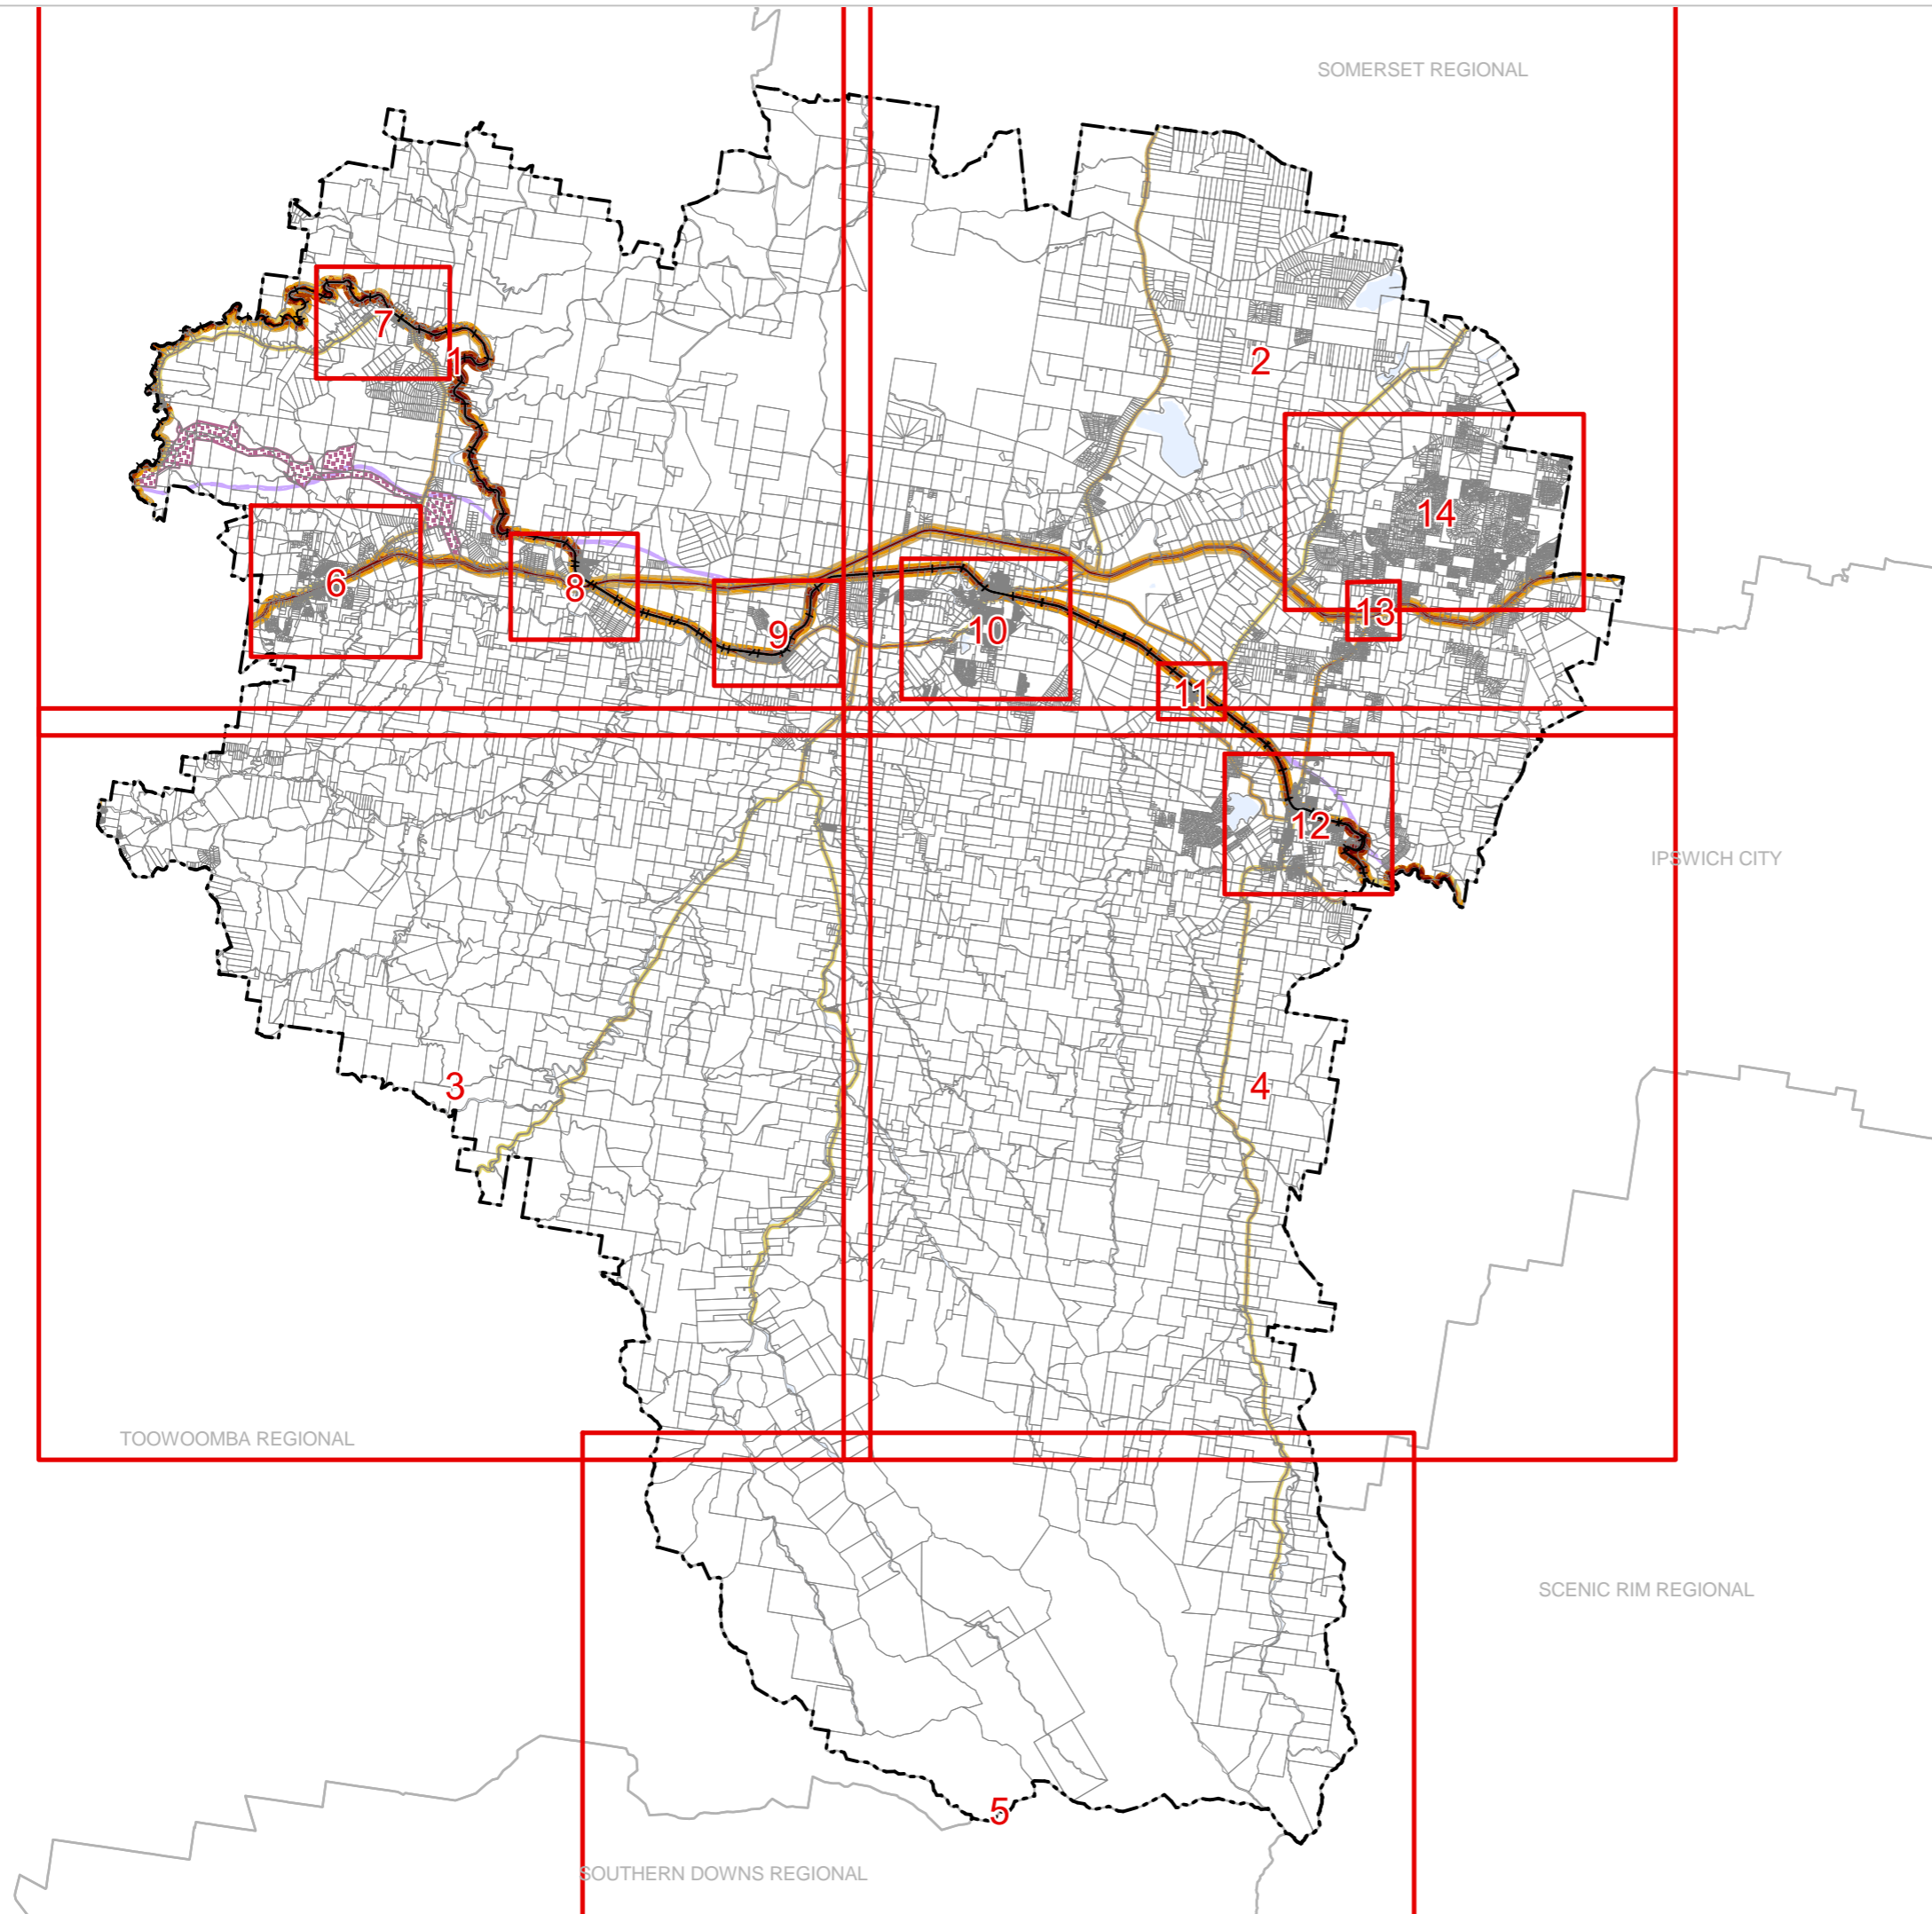 SOMERSET REGIONAL
7
1
2
14
6
8
13
9
10
11
12
IPSWICH CITY
3
4
TOOWOOMBA REGIONAL
SCENIC RIM REGIONAL
5
SOUTHERN DOWNS REGIONAL